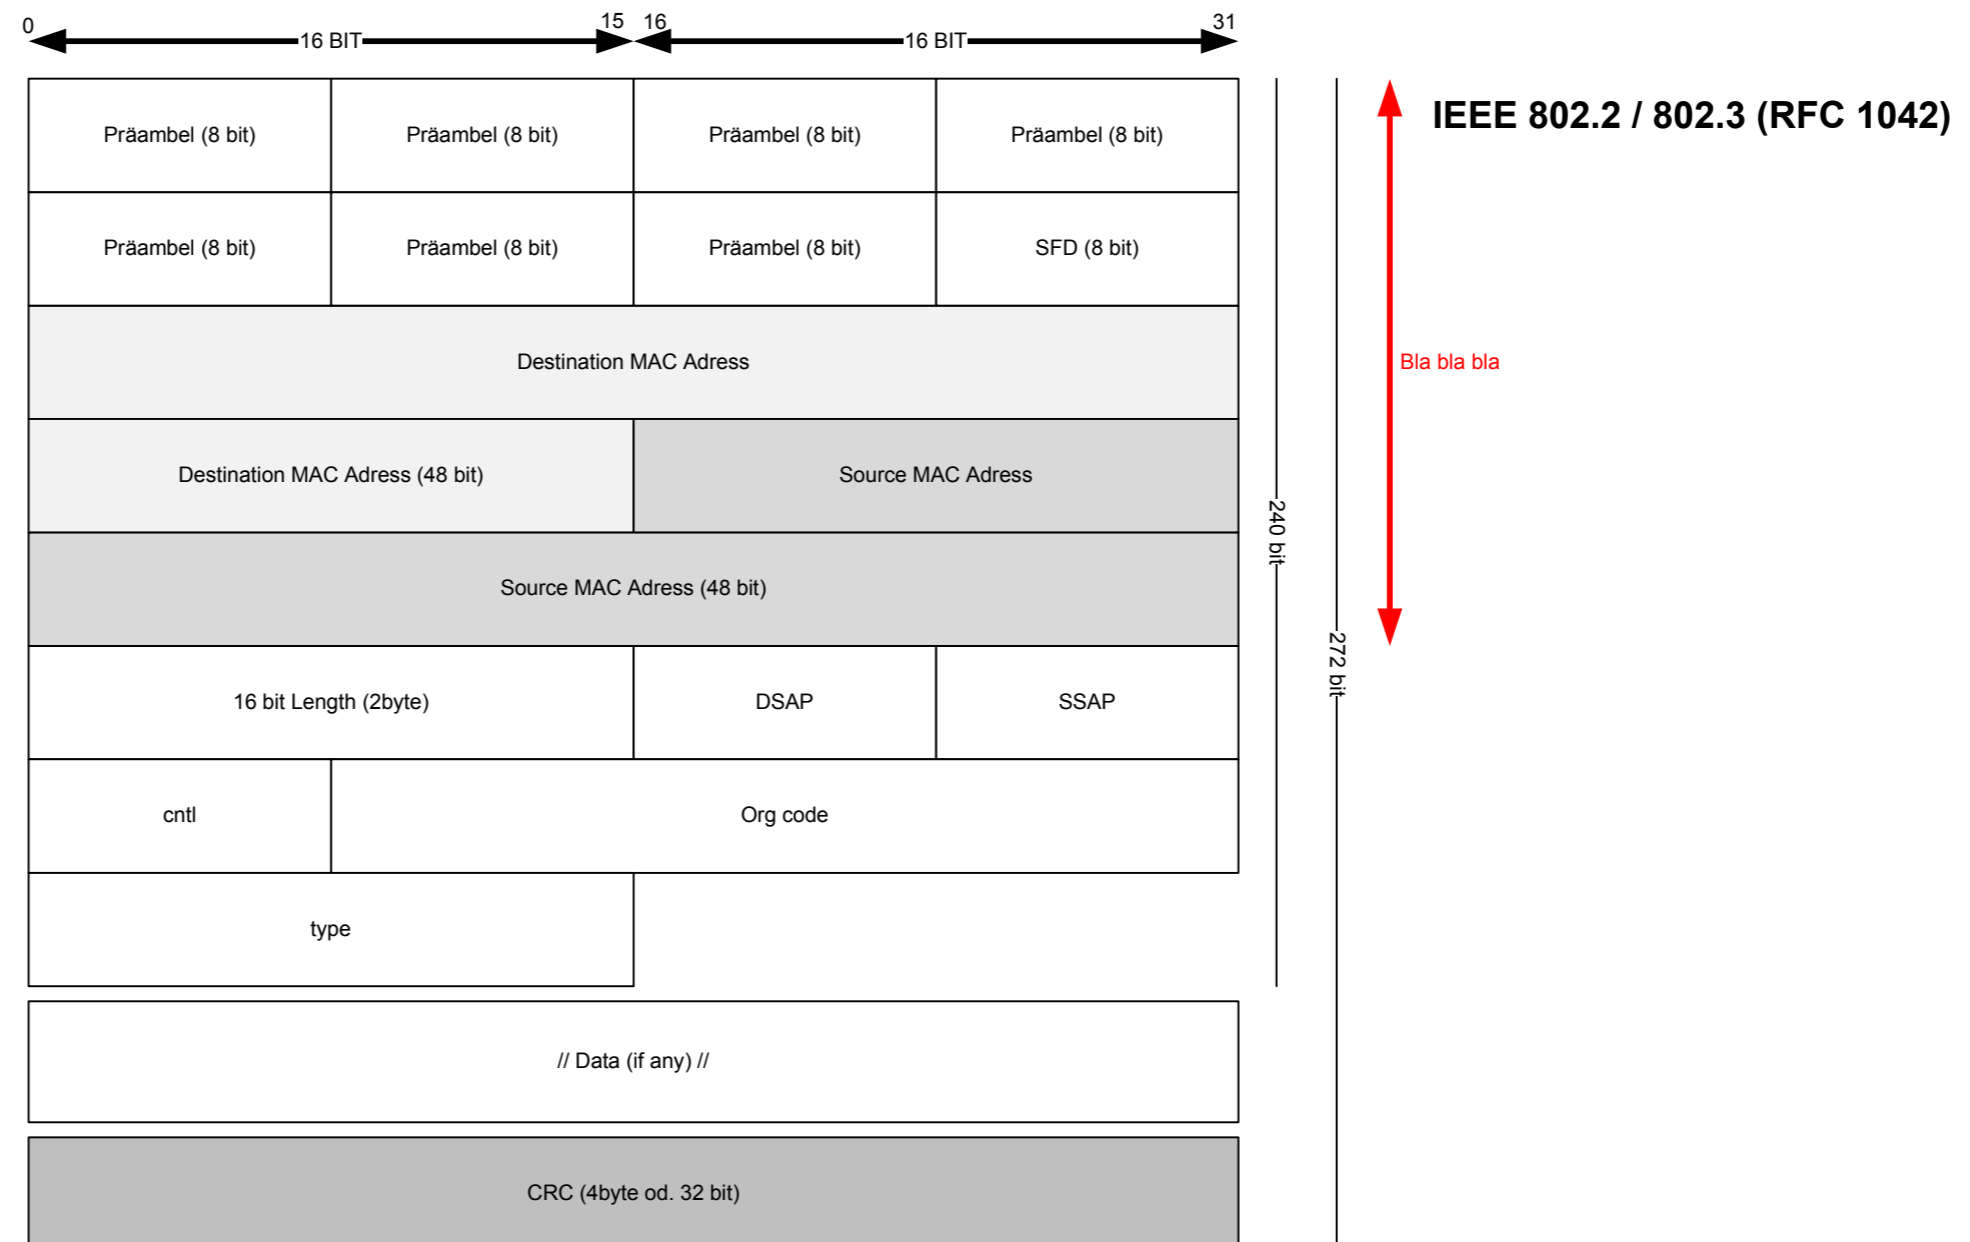 0
16 BIT
15
16
16 BIT
31
IEEE 802.2 / 802.3 (RFC 1042)
Präambel (8 bit)
Präambel (8 bit)
Präambel (8 bit)
Präambel (8 bit)
Präambel (8 bit)
Präambel (8 bit)
Präambel (8 bit)
SFD (8 bit)
Destination MAC Adress
Bla bla bla
Destination MAC Adress (48 bit)
Source MAC Adress
240 bit
Source MAC Adress (48 bit)
272 bit
16 bit Length (2byte)
DSAP
SSAP
cntl
Org code
type
// Data (if any) //
CRC (4byte od. 32 bit)